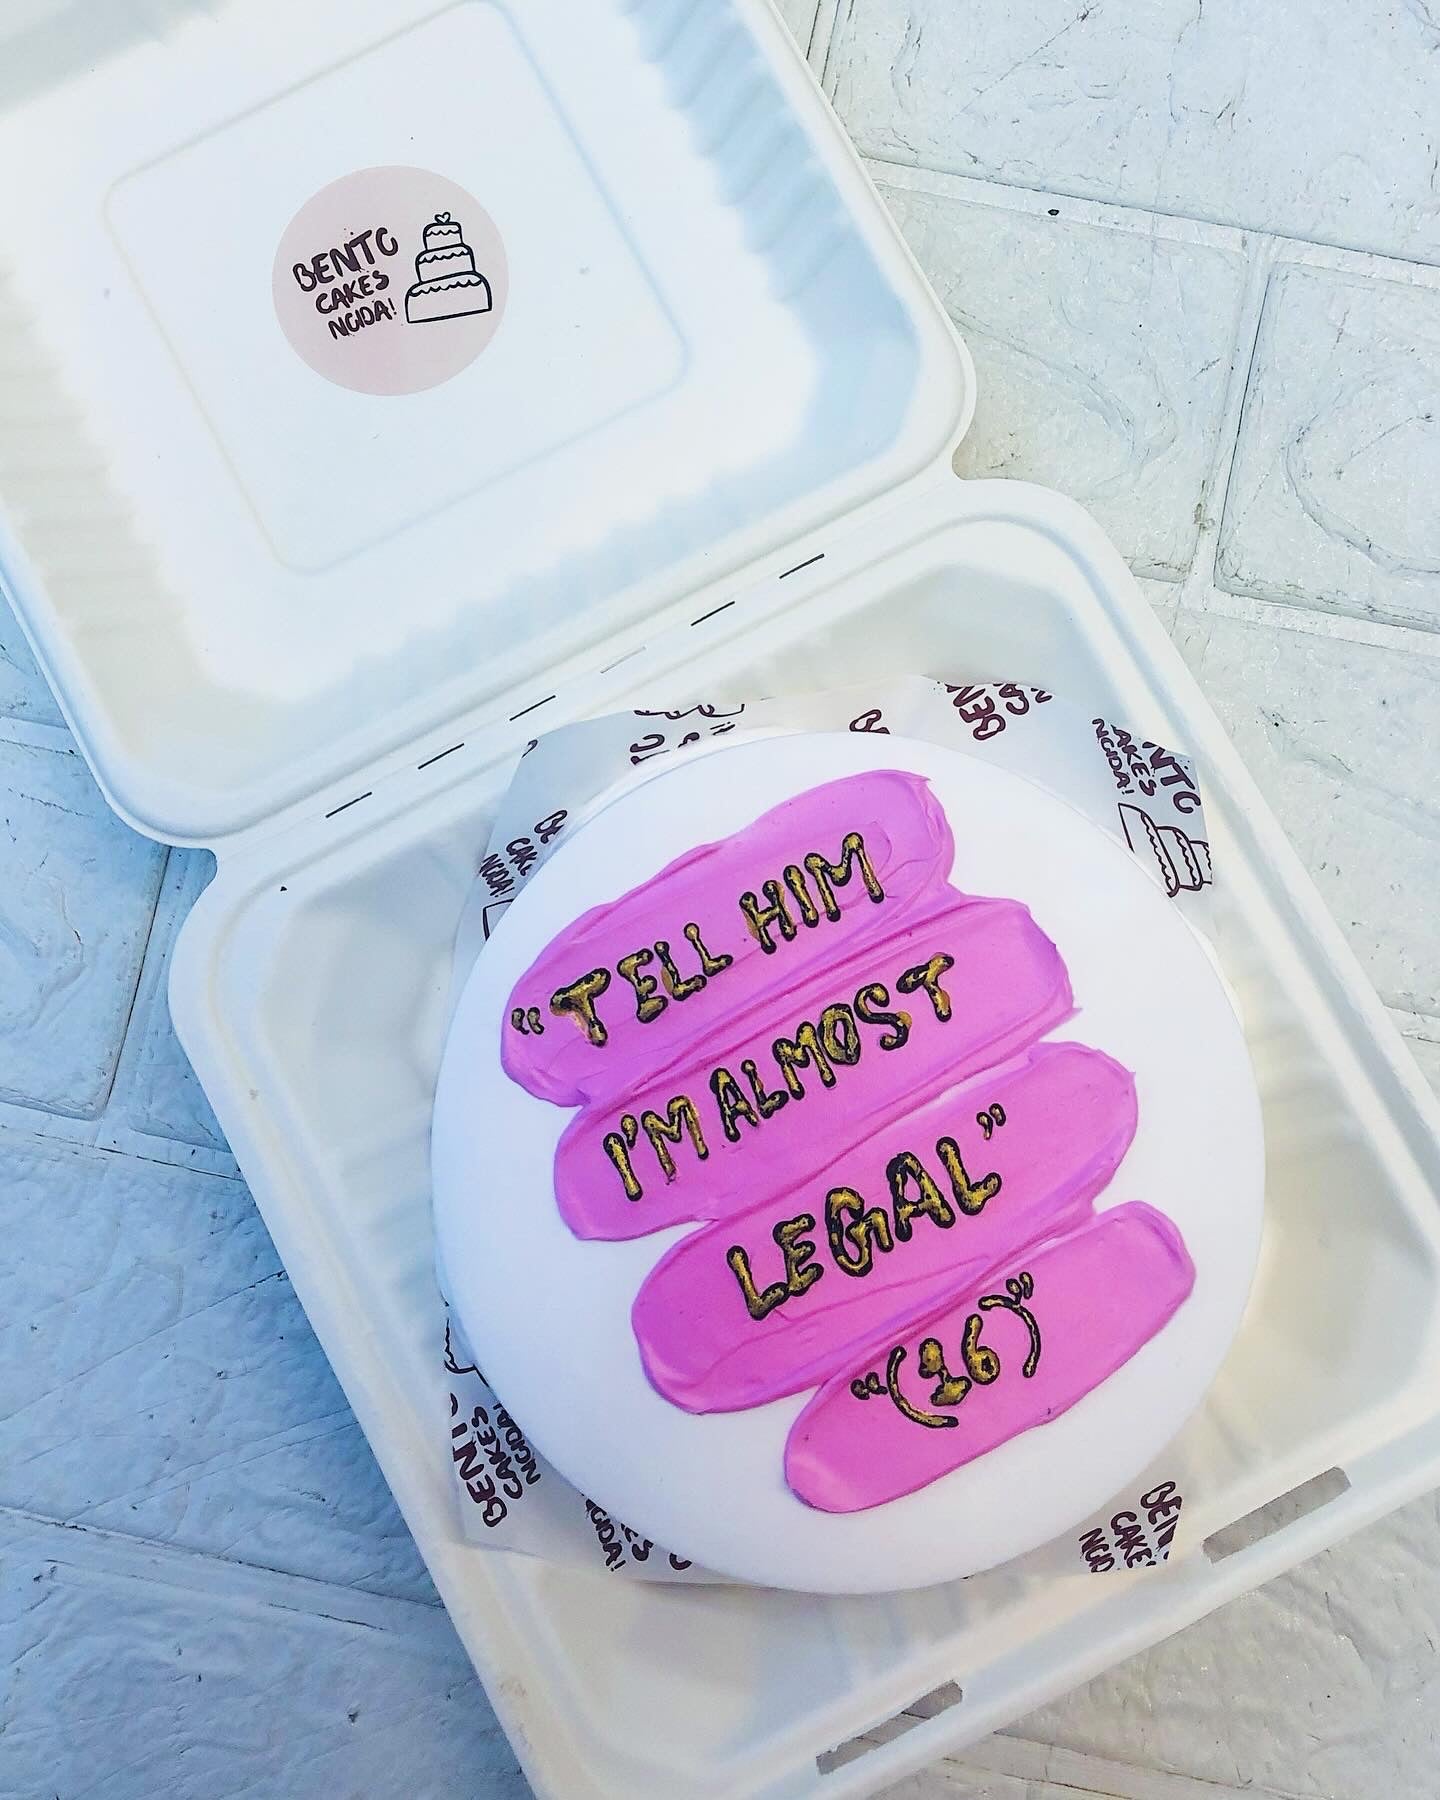 BENTO
CAKES
NOIDA!
"TELL HIM
I'M ALMOST
LEGAL"
"(16)"